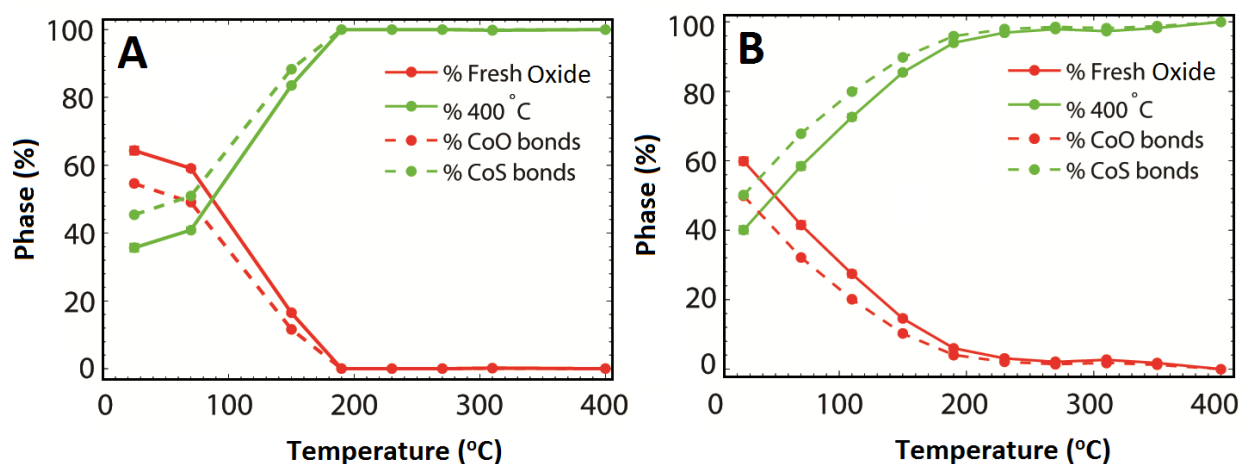 A
100
80
60
40
20
0
Phase (%)
% Fresh Oxide
% 400 °C
% CoO bonds
% CoS bonds
0 100 200 300 400
Temperature (ºC)
B
100
80
60
40
20
0
Phase (%)
% Fresh Oxide
% 400 °C
% CoO bonds
% CoS bonds
0 100 200 300 400
Temperature (ºC)